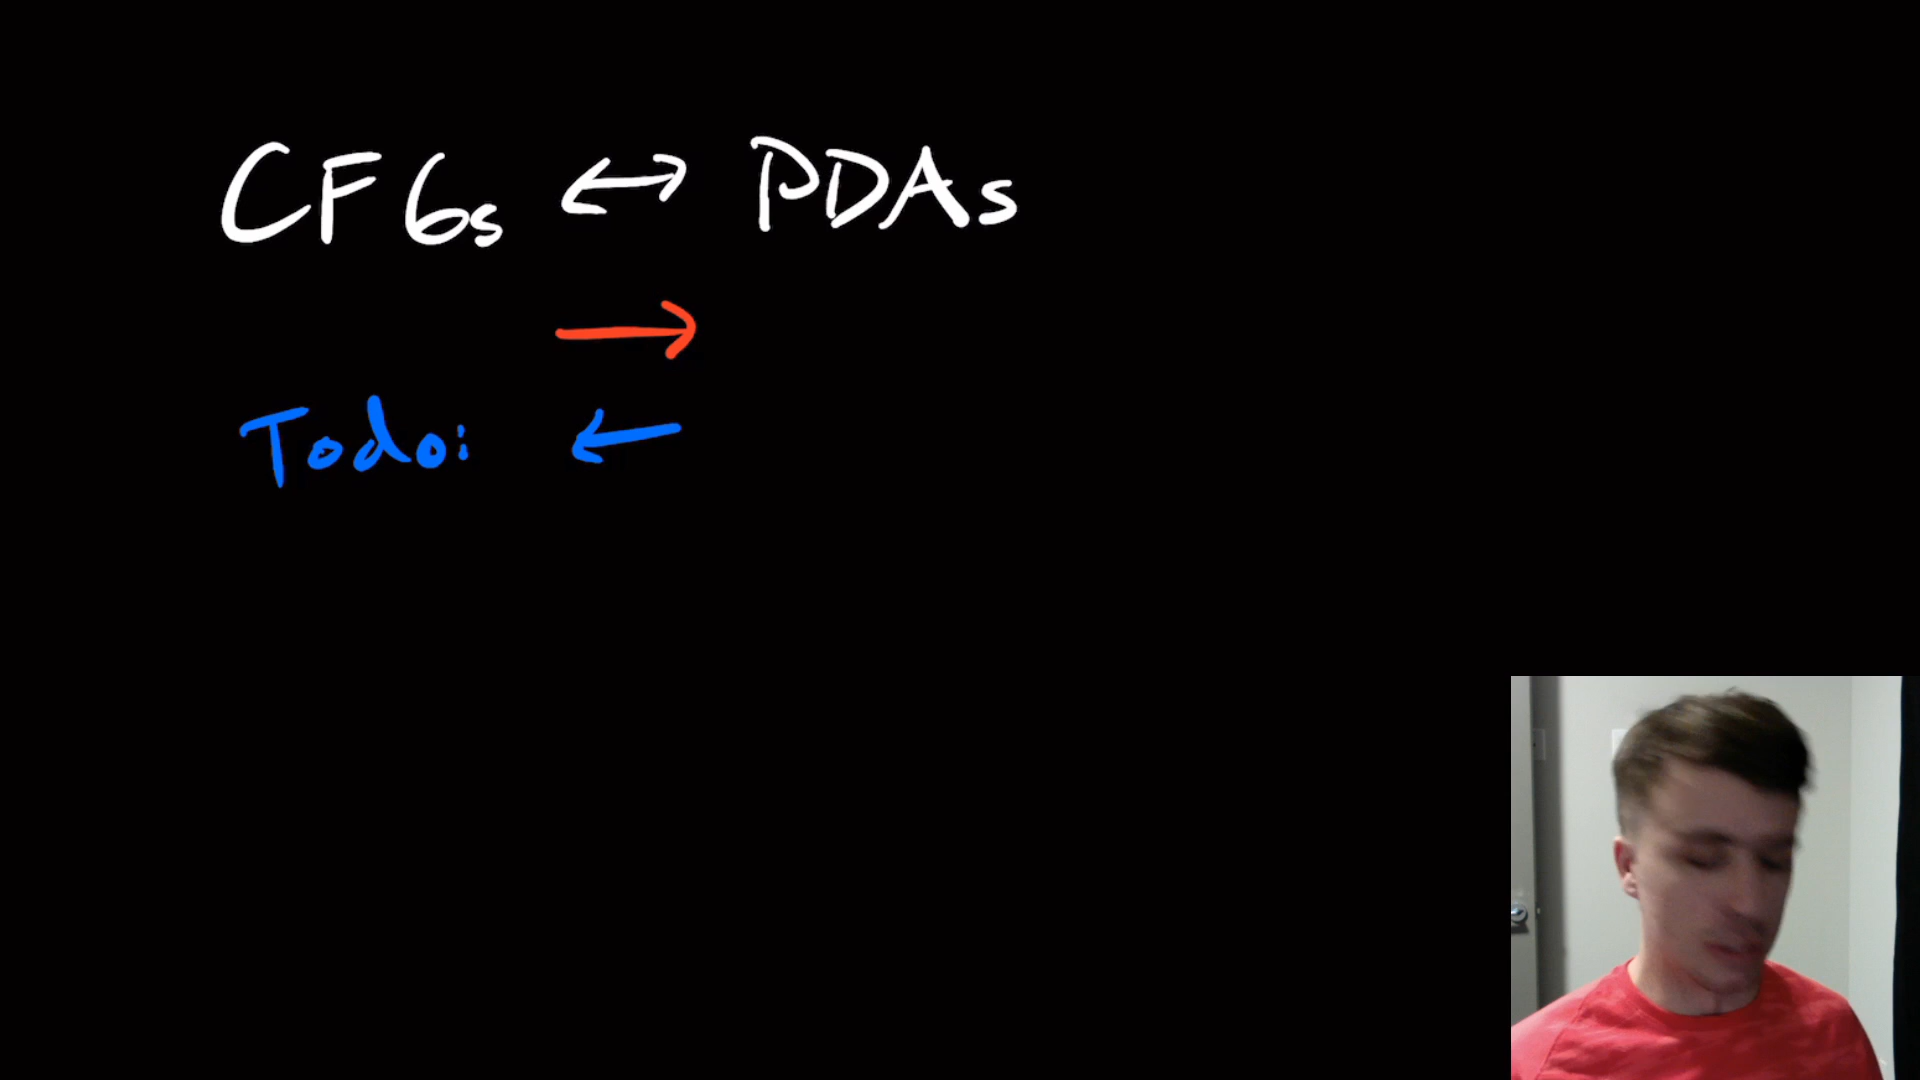 CFGs ↔ PDAs
→
Todo: ←